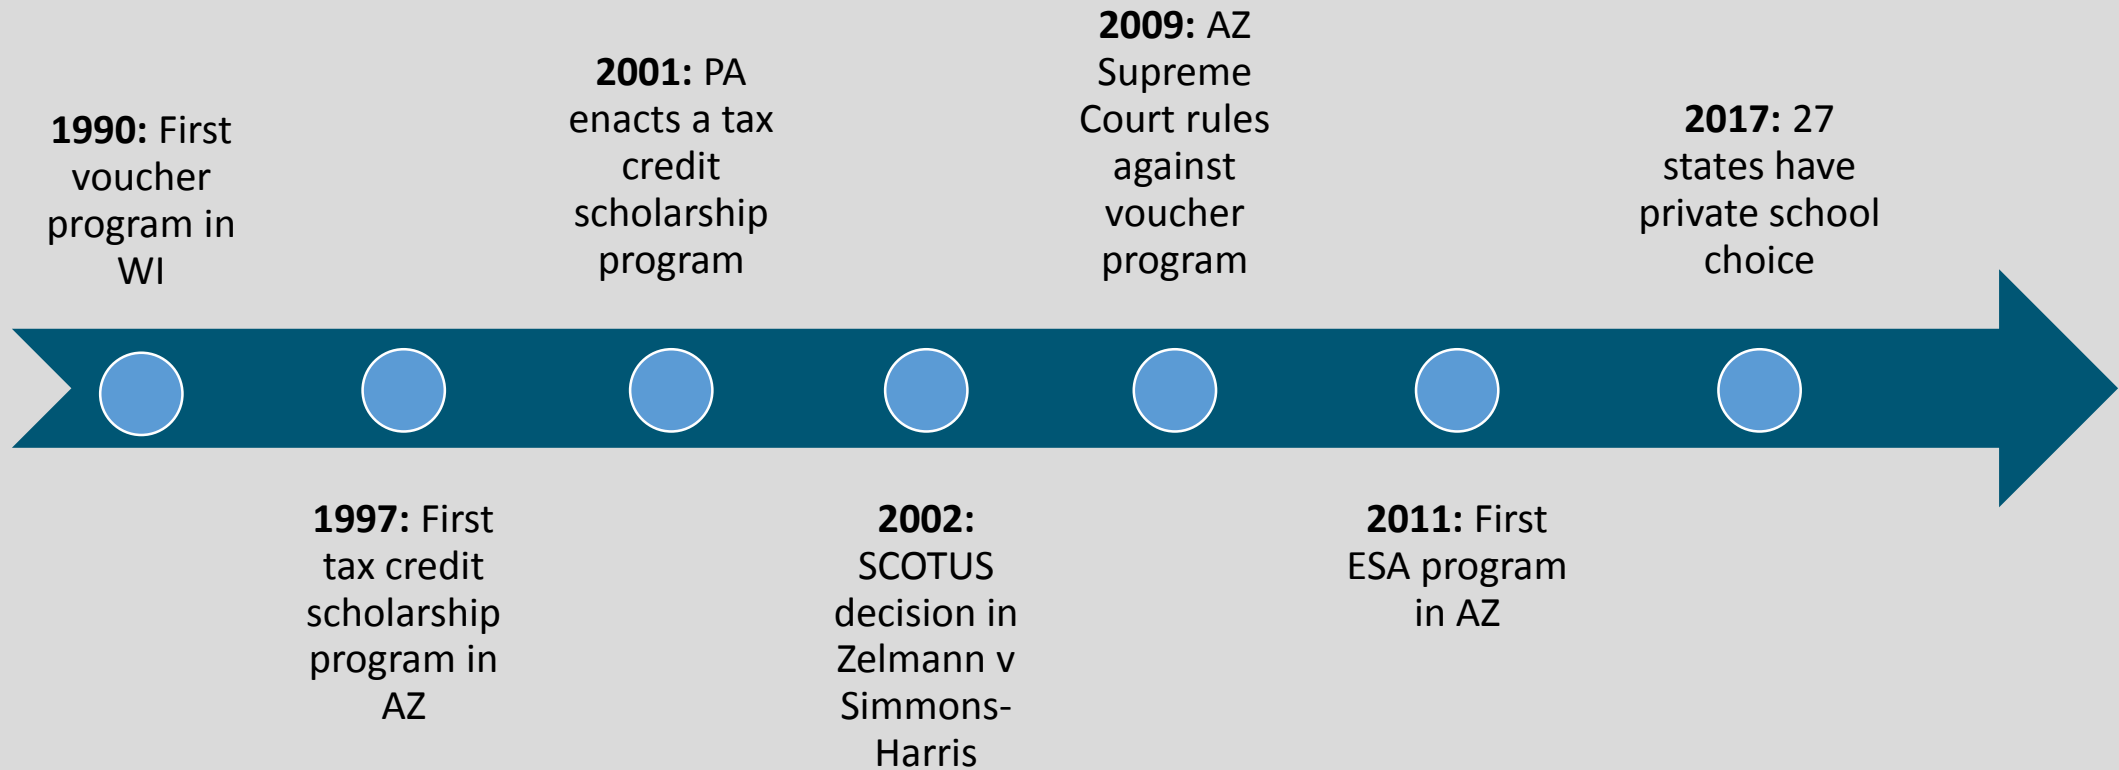 1990: First
voucher
program in
WI
1997: First
tax credit
scholarship
program in
AZ
2001: PA
enacts a tax
credit
scholarship
program
2002:
SCOTUS
decision in
Zelmann v
Simmons-
Harris
2009: AZ
Supreme
Court rules
against
voucher
program
2011: First
ESA program
in AZ
2017: 27
states have
private school
choice